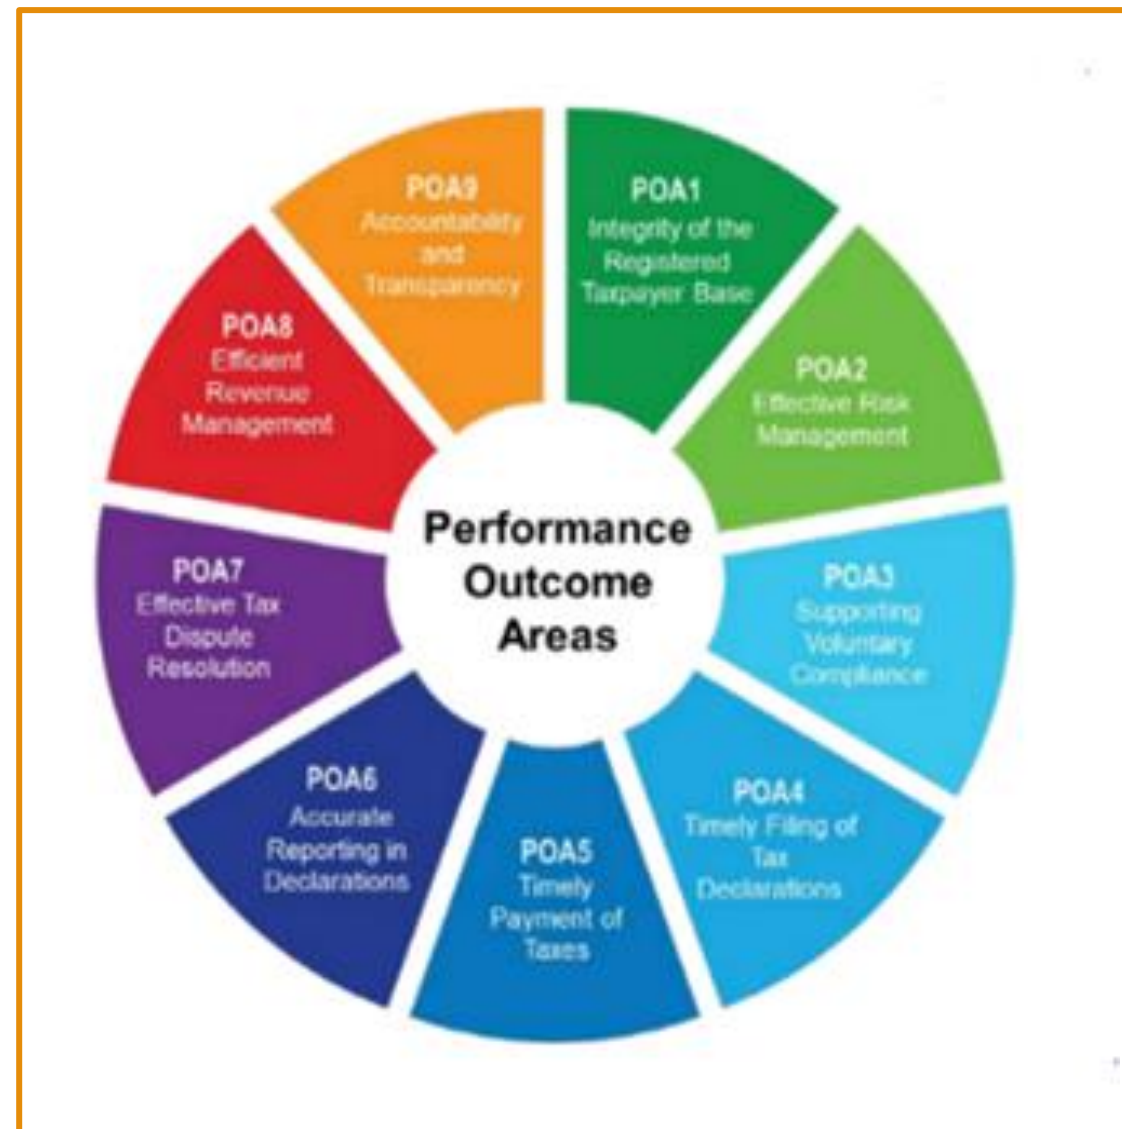 Performance
Outcome
Areas
POA1
Integrity of the
Registered
Taxpayer Base
POA2
Effective Risk
Management
POA3
Supporting
Voluntary
Compliance
POA4
Timely Filing of
Tax
Declarations
POA5
Timely
Payment of
Taxes
POA6
Accurate
Reporting in
Declarations
POA7
Effective Tax
Dispute
Resolution
POA8
Efficient
Revenue
Management
POA9
Accountability
and
Transparency